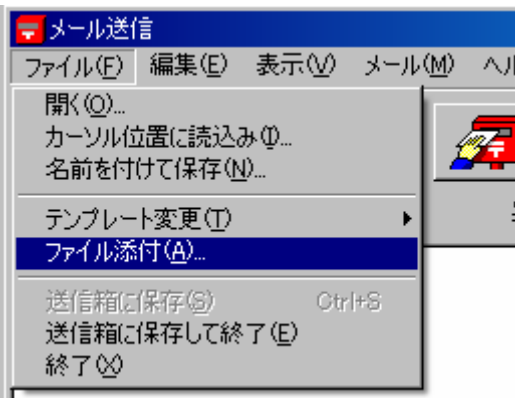 メール送信
ファイル(F) 編集(E) 表示(V) メール(M) ヘル
開く(O)...
カーソル位置に読込み(I)...
名前を付けて保存(N)...
テンプレート変更(T)
ファイル添付(A)...
送信箱に保存(S) Ctrl+S
送信箱に保存して終了(E)
終了(X)